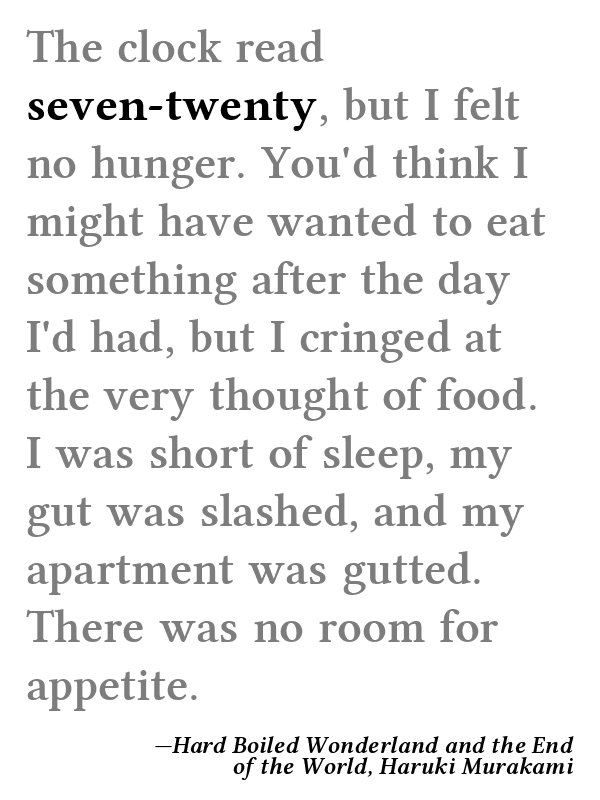 The clock read
seven-twenty, but I felt
no hunger. You'd think I
might have wanted to eat
something after the day
I'd had, but I cringed at
the very thought of food.
I was short of sleep, my
gut was slashed, and my
apartment was gutted.
There was no room for
appetite.
—Hard Boiled Wonderland and the End
of the World, Haruki Murakami